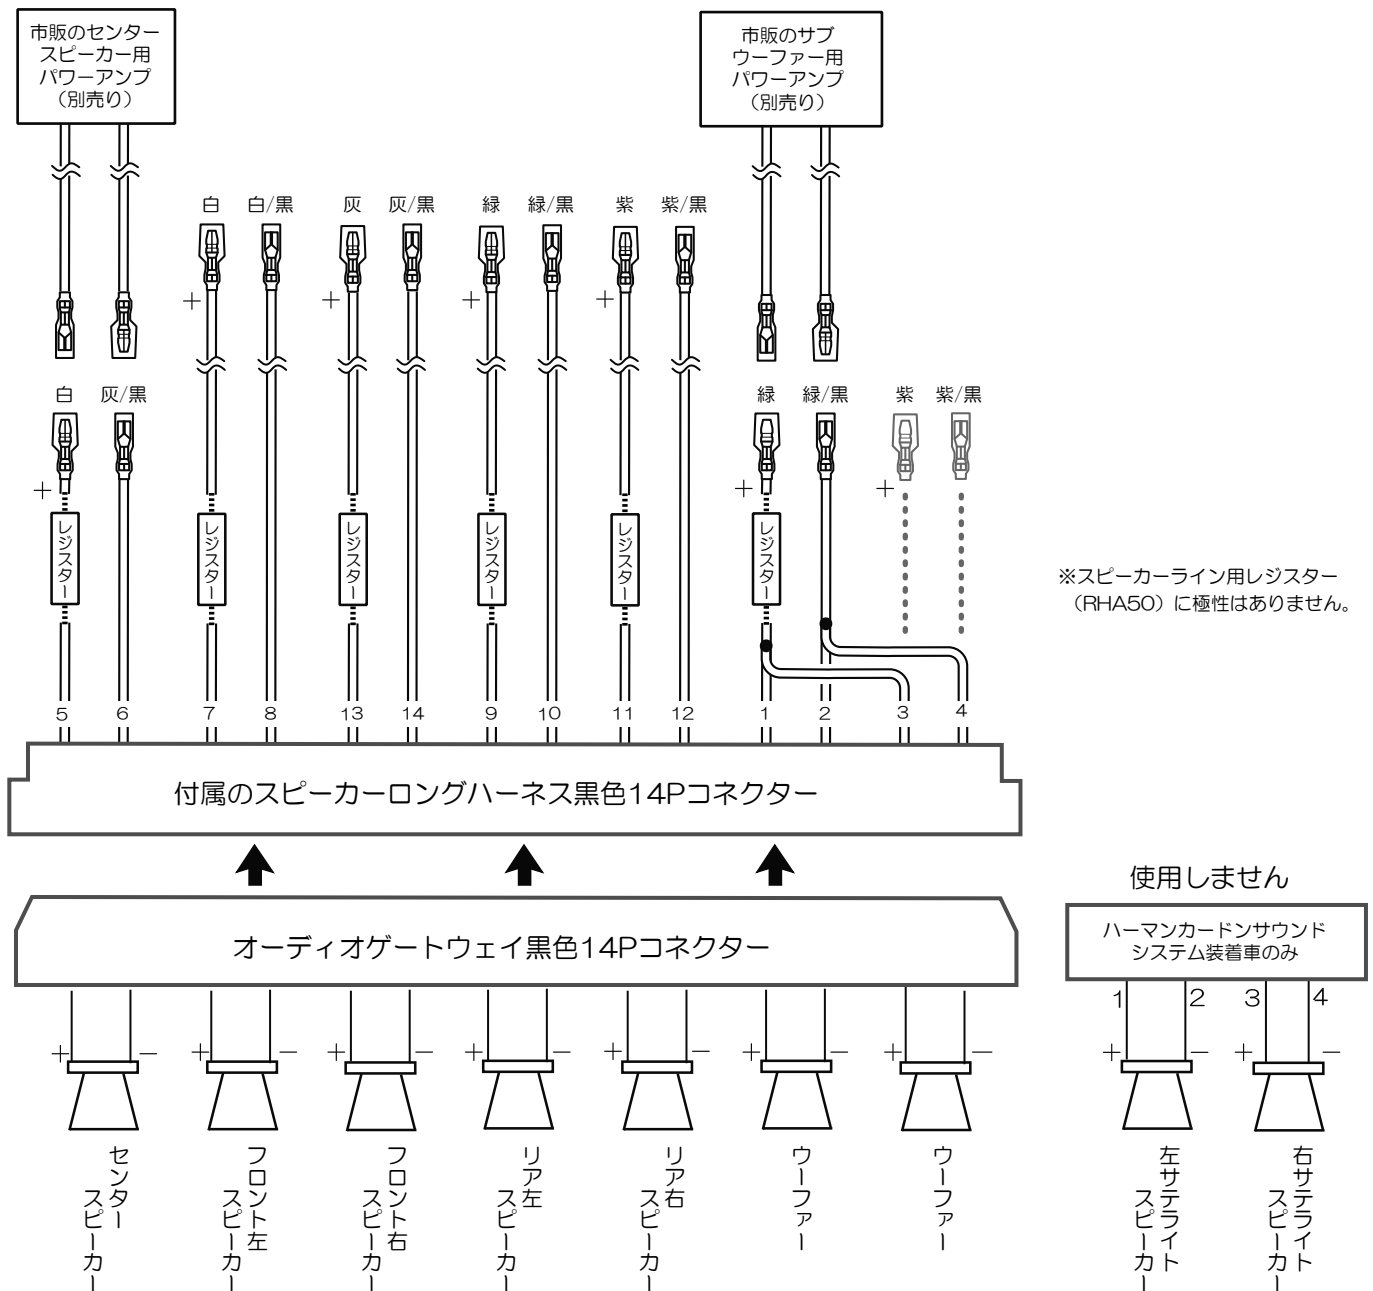 市販のセンター
スピーカー用
パワーアンプ
（別売り）
市販のサブ
ウーファー用
パワーアンプ
（別売り）
白 白/黒 灰 灰/黒 緑 緑/黒 紫 紫/黒
+ + + +
白 灰/黒 緑 緑/黒 紫 紫/黒
+ + +
レジスター レジスター レジスター レジスター レジスター レジスター
※スピーカーライン用レジスター
（RHA50）に極性はありません。
5 6 7 8 13 14 9 10 11 12 1 2 3 4
付属のスピーカーロングハーネス黒色14Pコネクター
オーディオゲートウェイ黒色14Pコネクター
使用しません
ハーマンカードンサウンド
システム装着車のみ
1 2 3 4
+ − + − + − + − + − + − + − + − + −
センター
スピーカー
フロント左
スピーカー
フロント右
スピーカー
リア左
スピーカー
リア右
スピーカー
ウーファー
ウーファー
左サテライト
スピーカー
右サテライト
スピーカー